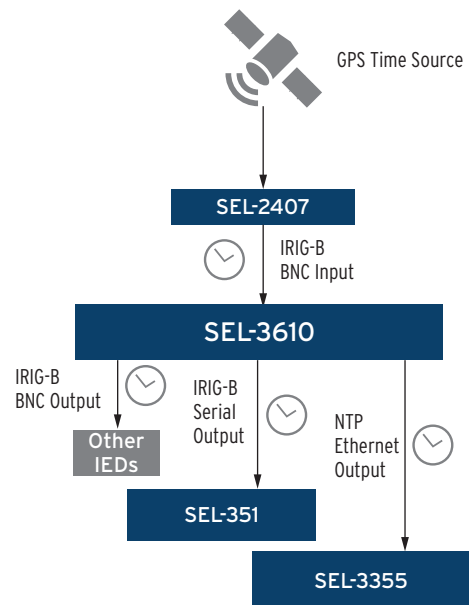 GPS Time Source
SEL-2407
IRIG-B
BNC Input
SEL-3610
IRIG-B
BNC Output
IRIG-B
Serial
Output
NTP
Ethernet
Output
Other
IEDs
SEL-351
SEL-3355